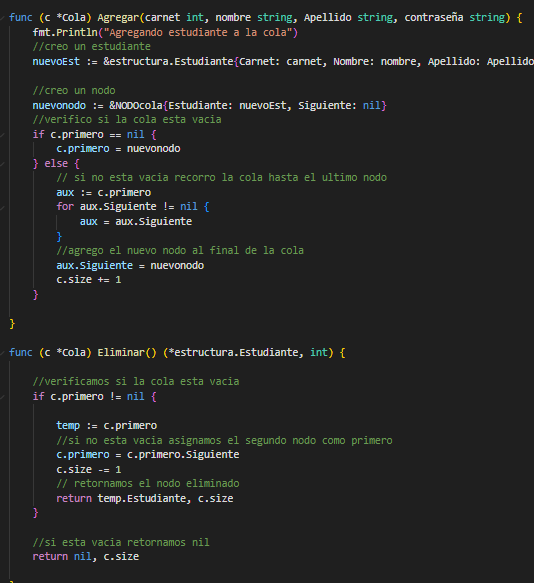 func (c *Cola) Agregar(carnet int, nombre string, Apellido string, contraseña string) {
fmt.Println("Agregando estudiante a la cola")
//creo un estudiante
nuevoEst := &estructura.Estudiante{Carnet: carnet, Nombre: nombre, Apellido: Apellido
//creo un nodo
nuevonodo := &NODOcola{Estudiante: nuevoEst, Siguiente: nil}
//verifico si la cola esta vacia
if c.primero == nil {
c.primero = nuevonodo
} else {
// si no esta vacia recorro la cola hasta el ultimo nodo
aux := c.primero
for aux.Siguiente != nil {
aux = aux.Siguiente
}
//agrego el nuevo nodo al final de la cola
aux.Siguiente = nuevonodo
c.size += 1
}
}
func (c *Cola) Eliminar() (*estructura.Estudiante, int) {
//verificamos si la cola esta vacia
if c.primero != nil {
temp := c.primero
//si no esta vacia asignamos el segundo nodo como primero
c.primero = c.primero.Siguiente
c.size -= 1
// retornamos el nodo eliminado
return temp.Estudiante, c.size
}
//si esta vacia retornamos nil
return nil, c.size
}